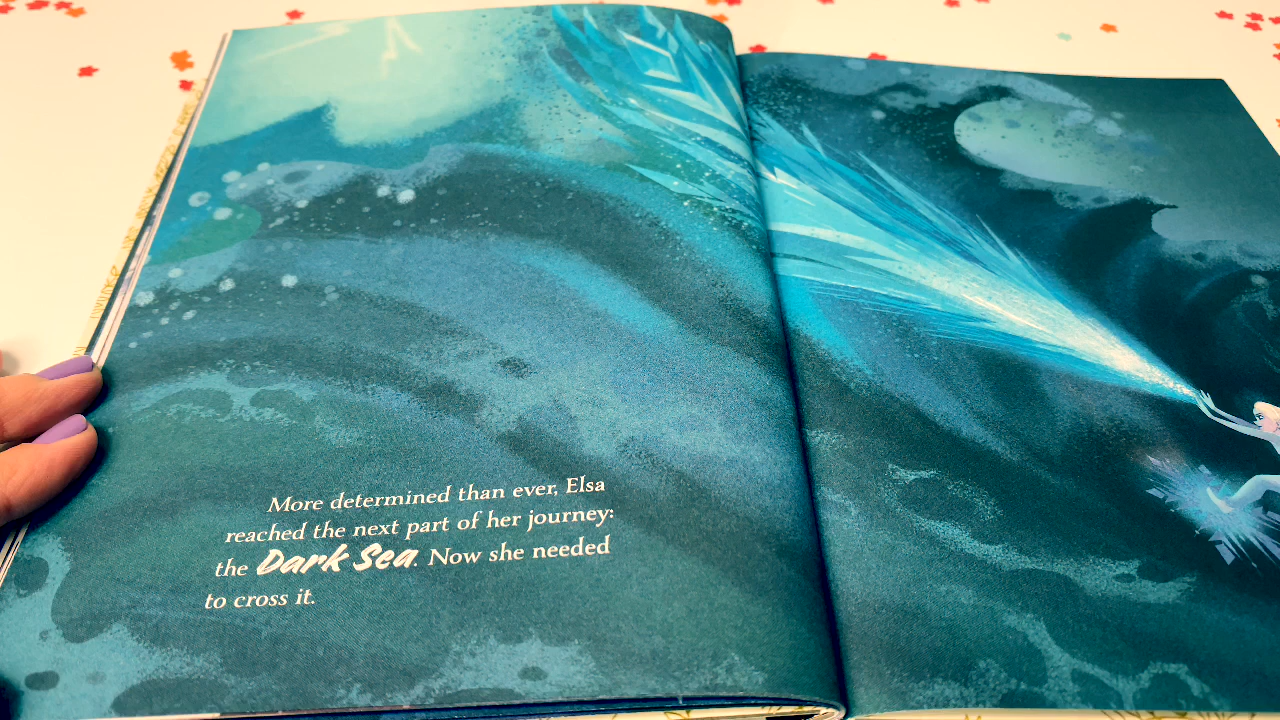 More determined than ever, Elsa
reached the next part of her journey:
the Dark Sea. Now she needed
to cross it.